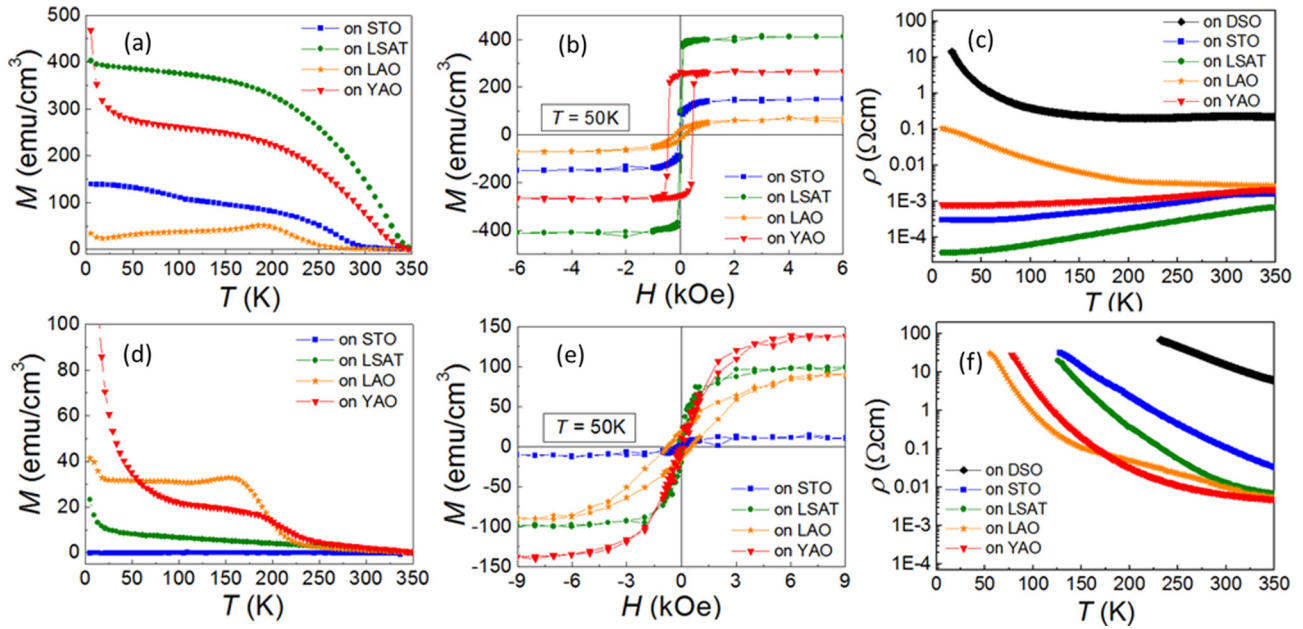 (a)
M (emu/cm³)
500
400
300
200
100
0
0 50 100 150 200 250 300 350
T (K)
on STO
on LSAT
on LAO
on YAO
(b)
M (emu/cm³)
400
200
0
-200
-400
-6 -4 -2 0 2 4 6
H (kOe)
T = 50K
on STO
on LSAT
on LAO
on YAO
(c)
ρ (Ωcm)
100
10
1
0.1
0.01
1E-3
1E-4
0 50 100 150 200 250 300 350
T (K)
on DSO
on STO
on LSAT
on LAO
on YAO
(d)
M (emu/cm³)
100
80
60
40
20
0
0 50 100 150 200 250 300 350
T (K)
on STO
on LSAT
on LAO
on YAO
(e)
M (emu/cm³)
150
100
50
0
-50
-100
-150
-9 -6 -3 0 3 6 9
H (kOe)
T = 50K
on STO
on LSAT
on LAO
on YAO
(f)
ρ (Ωcm)
100
10
1
0.1
0.01
1E-3
1E-4
0 50 100 150 200 250 300 350
T (K)
on DSO
on STO
on LSAT
on LAO
on YAO